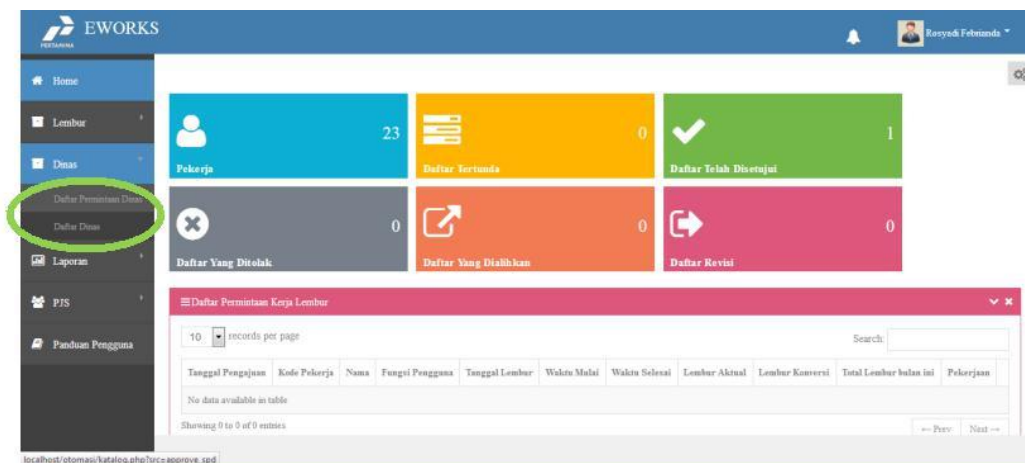 EWORKS
PERTAMINA
Rosyadi Febrianda
Home
Lembur
Dinas
Daftar Permintaan Dinas
Daftar Dinas
Laporan
PJS
Panduan Pengguna
23
Pekerja
0
Daftar Tertunda
1
Daftar Telah Disetujui
0
Daftar Yang Ditolak
0
Daftar Yang Dialihkan
0
Daftar Revisi
Daftar Permintaan Kerja Lembur
10 records per page
Search:
Tanggal Pengajuan Kode Pekerja Nama Fungsi Pengguna Tanggal Lembur Waktu Mulai Waktu Selesai Lembur Aktual Lembur Konversi Total Lembur bulan ini Pekerjaan
No data available in table
Showing 0 to 0 of 0 entries
← Prev Next →
localhost/otomasi/katalog.php?src=approve_spd